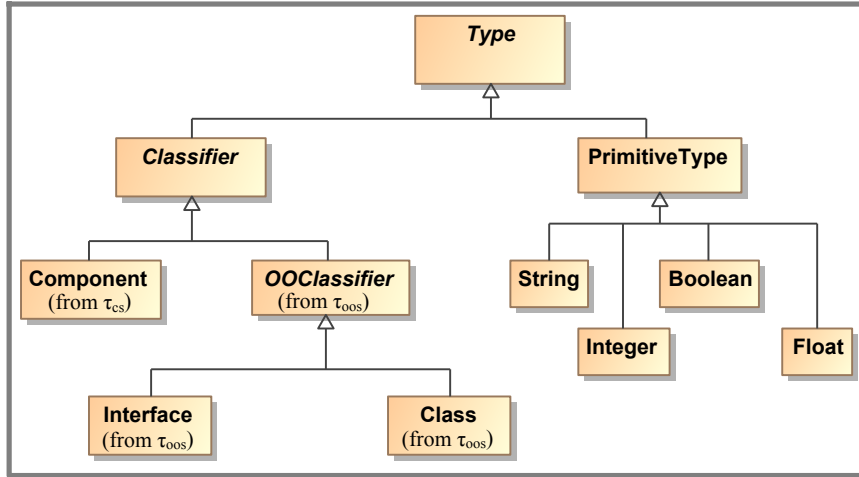 Type
Classifier
PrimitiveType
Component
(from τcs)
OOClassifier
(from τoos)
String
Boolean
Integer
Float
Interface
(from τoos)
Class
(from τoos)